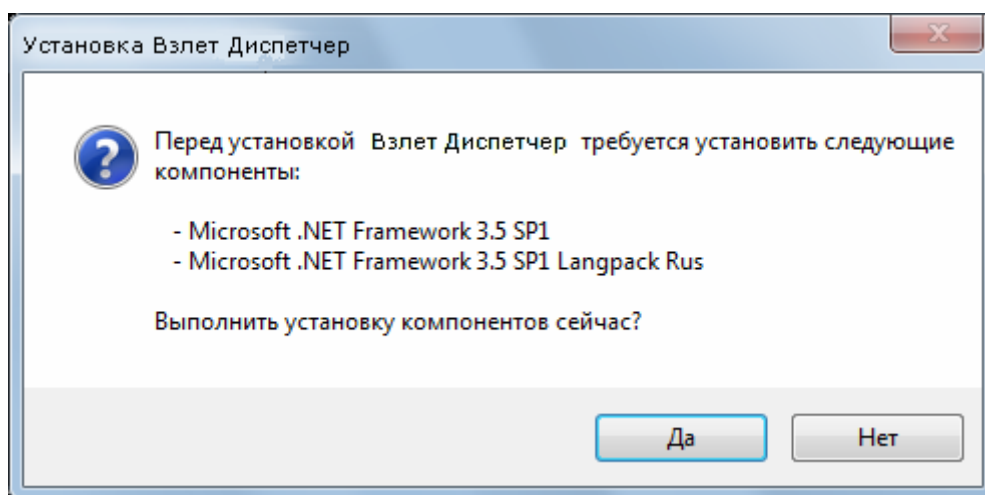 Установка Взлет Диспетчер
Перед установкой Взлет Диспетчер требуется установить следующие
компоненты:
- Microsoft .NET Framework 3.5 SP1
- Microsoft .NET Framework 3.5 SP1 Langpack Rus
Выполнить установку компонентов сейчас?
Да Нет